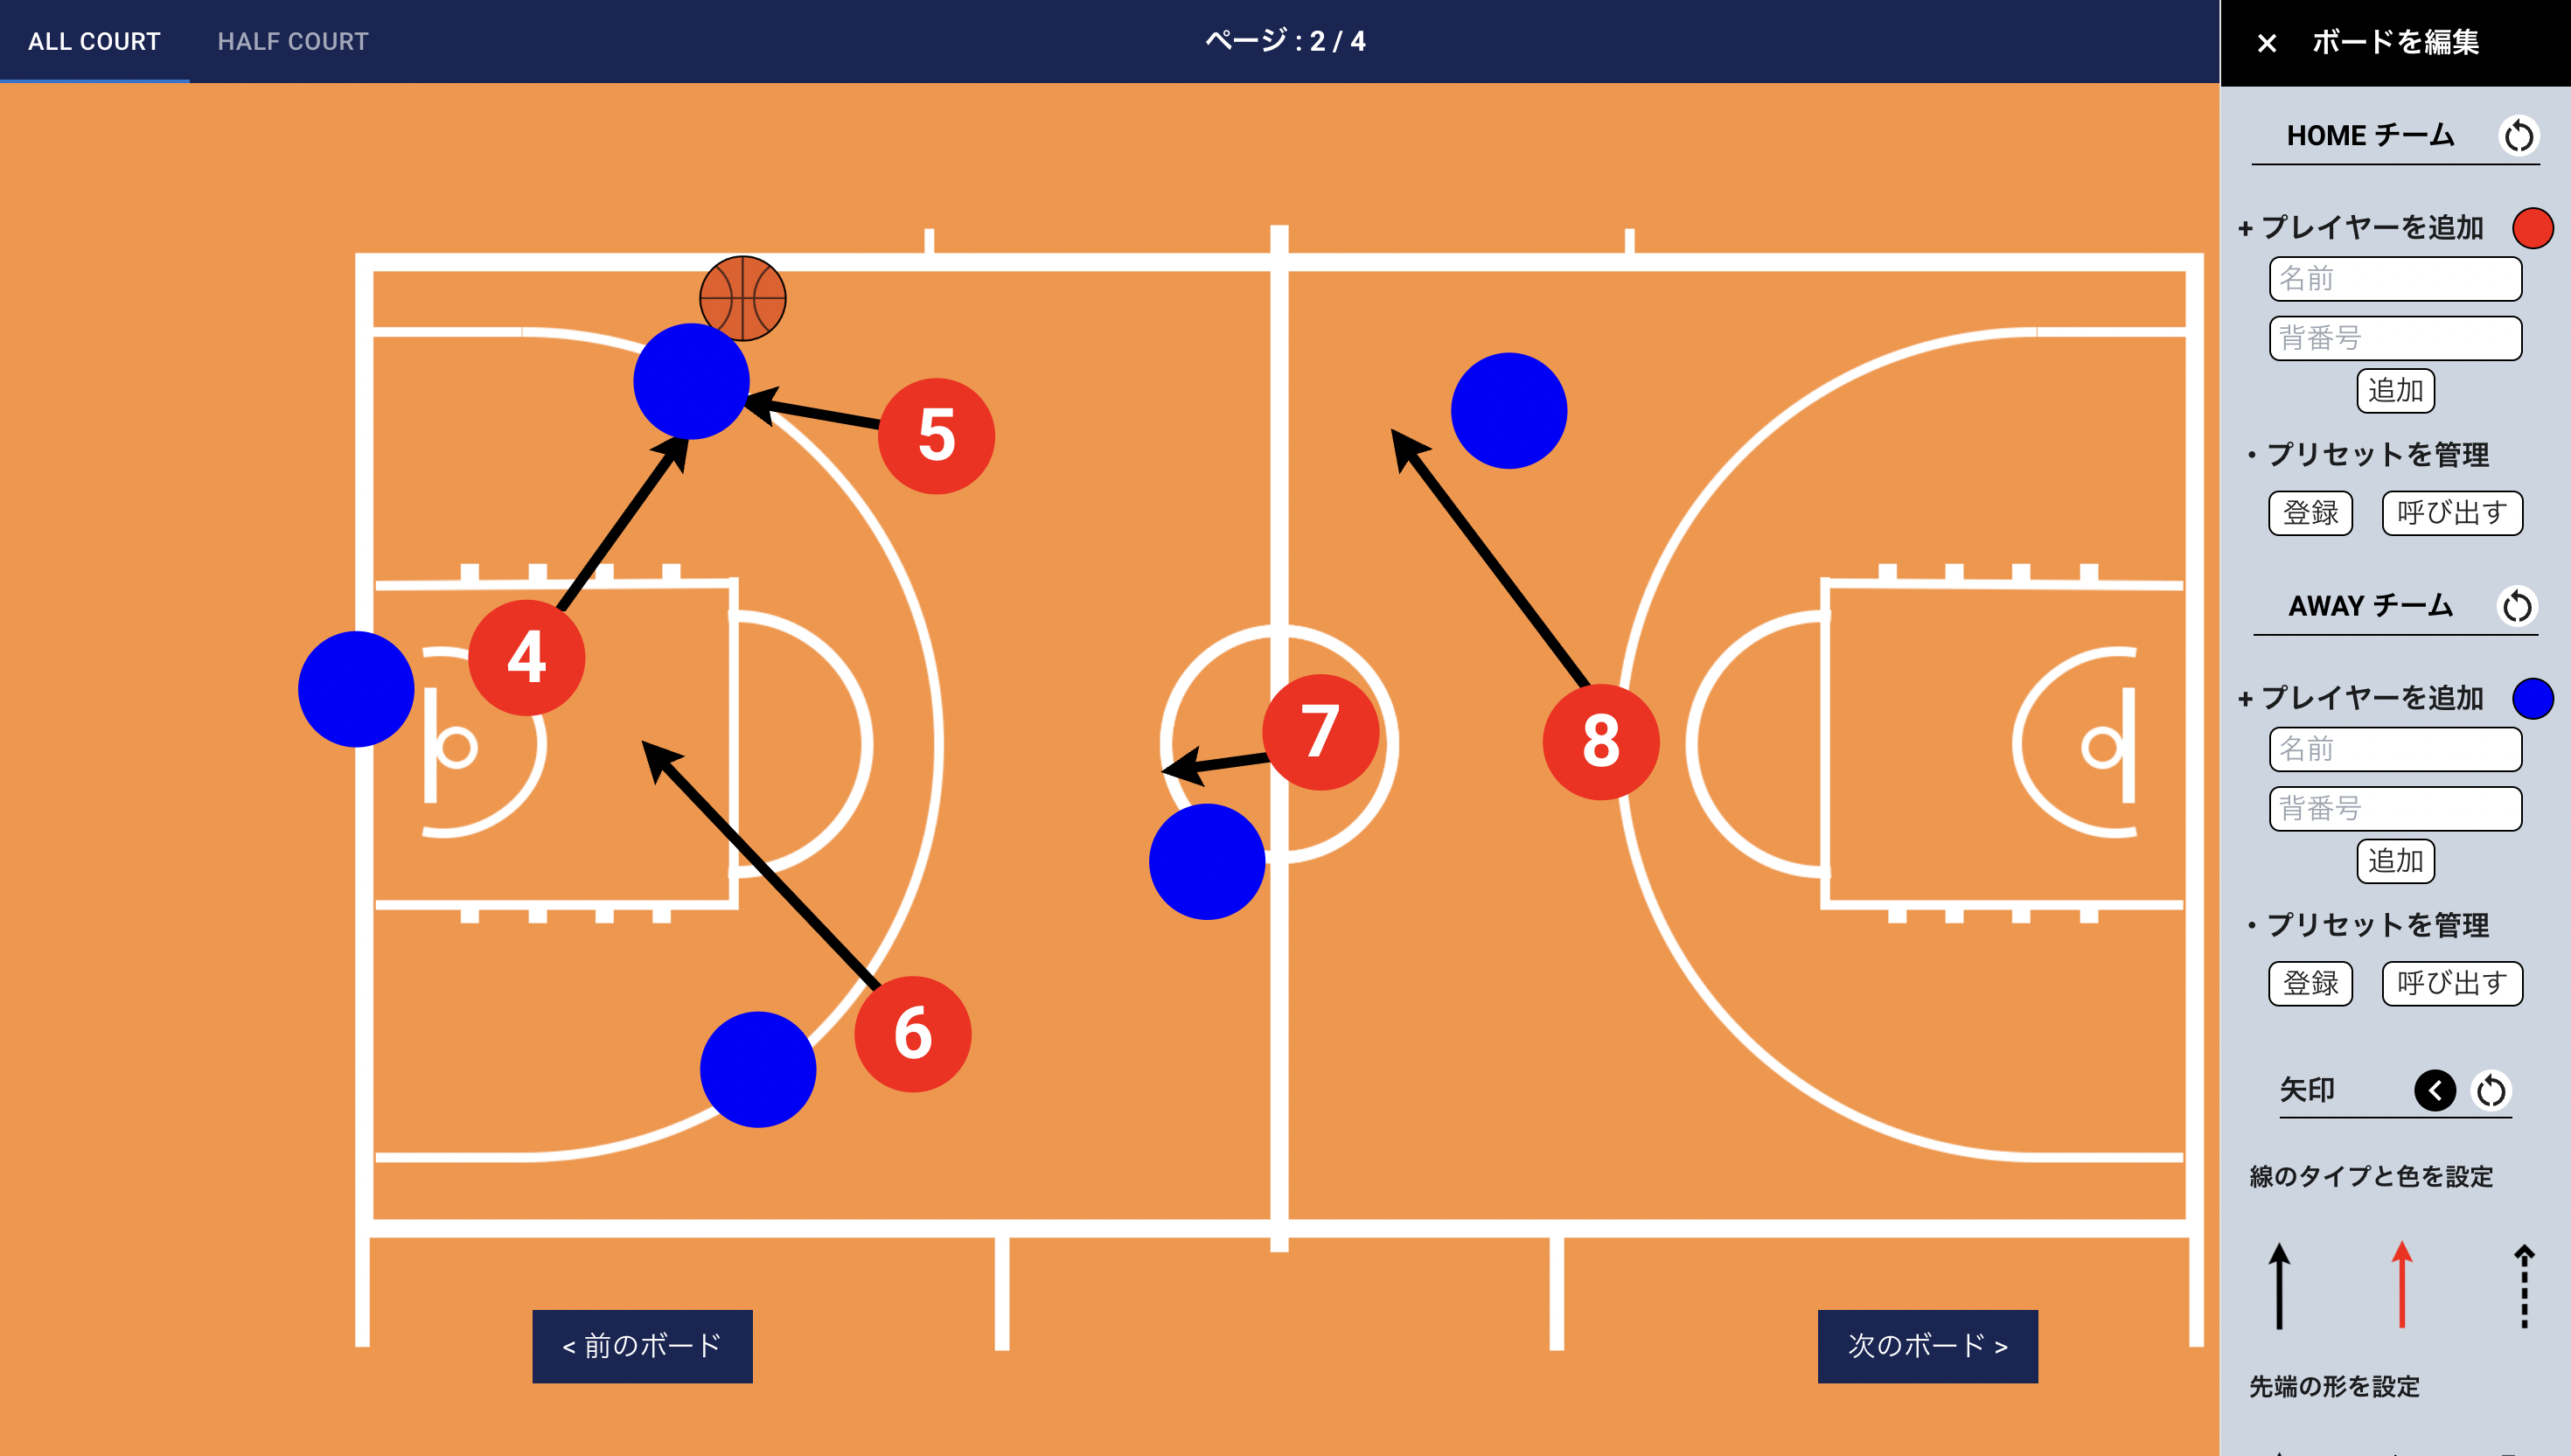 ALL COURT
HALF COURT
ページ : 2 / 4
× ボードを編集
5
4
7
8
6
< 前のボード
次のボード >
HOME チーム
+ プレイヤーを追加
名前
背番号
追加
・プリセットを管理
登録
呼び出す
AWAY チーム
+ プレイヤーを追加
名前
背番号
追加
・プリセットを管理
登録
呼び出す
矢印
線のタイプと色を設定
先端の形を設定